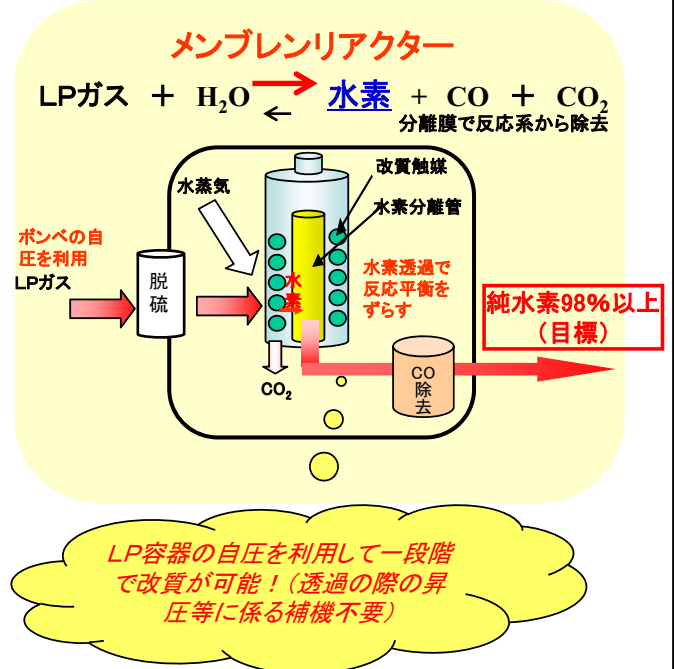 メンブレンリアクター
LPガス ＋ H₂O 水素 + CO ＋ CO₂
分離膜で反応系から除去
改質触媒
水蒸気
水素分離管
ボンベの自
圧を利用
LPガス
脱
硫
水
素
水素透過で
反応平衡を
ずらす
純水素98%以上
（目標）
CO
除
去
CO₂
LP容器の自圧を利用して一段階
で改質が可能！（透過の際の昇
圧等に係る補機不要）